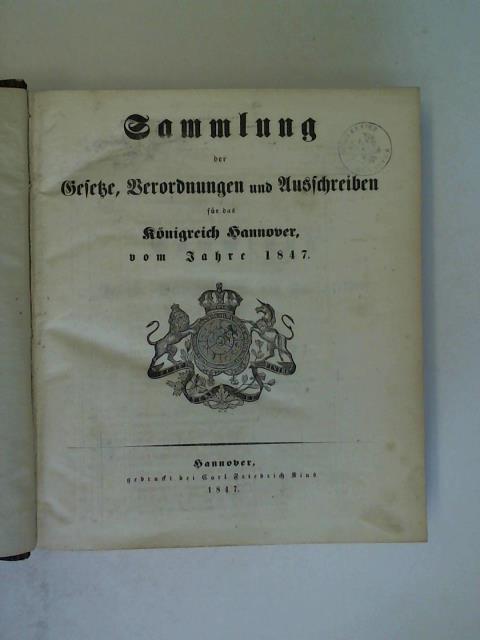 Sammlung
der
Gesetze, Verordnungen und Ausschreiben
für das
Königreich Hannover,
vom Jahre 1847.
Hannover,
gedruckt bei Carl Friedrich Kius
1847.